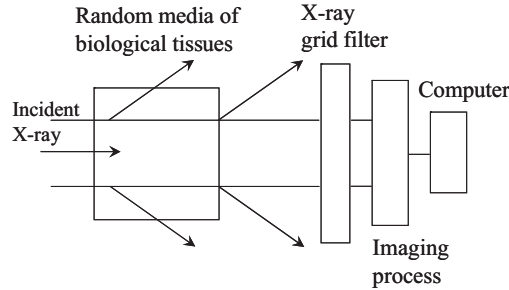 Random media of
biological tissues
X-ray
grid filter
Computer
Incident
X-ray
Imaging
process